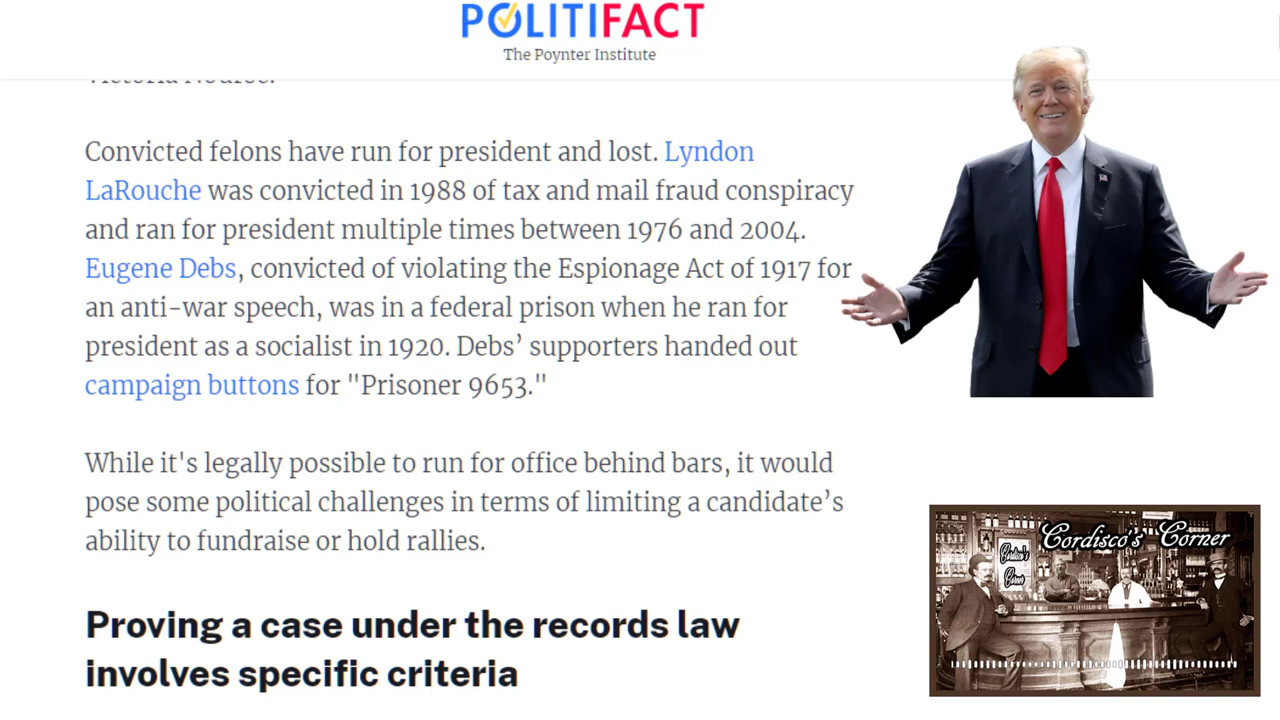 POLITIFACT
The Poynter Institute
Convicted felons have run for president and lost. Lyndon
LaRouche was convicted in 1988 of tax and mail fraud conspiracy
and ran for president multiple times between 1976 and 2004.
Eugene Debs, convicted of violating the Espionage Act of 1917 for
an anti-war speech, was in a federal prison when he ran for
president as a socialist in 1920. Debs’ supporters handed out
campaign buttons for "Prisoner 9653."
While it's legally possible to run for office behind bars, it would
pose some political challenges in terms of limiting a candidate’s
ability to fundraise or hold rallies.
Proving a case under the records law
involves specific criteria
Cordisco's Corner
Cordisco's
Corner